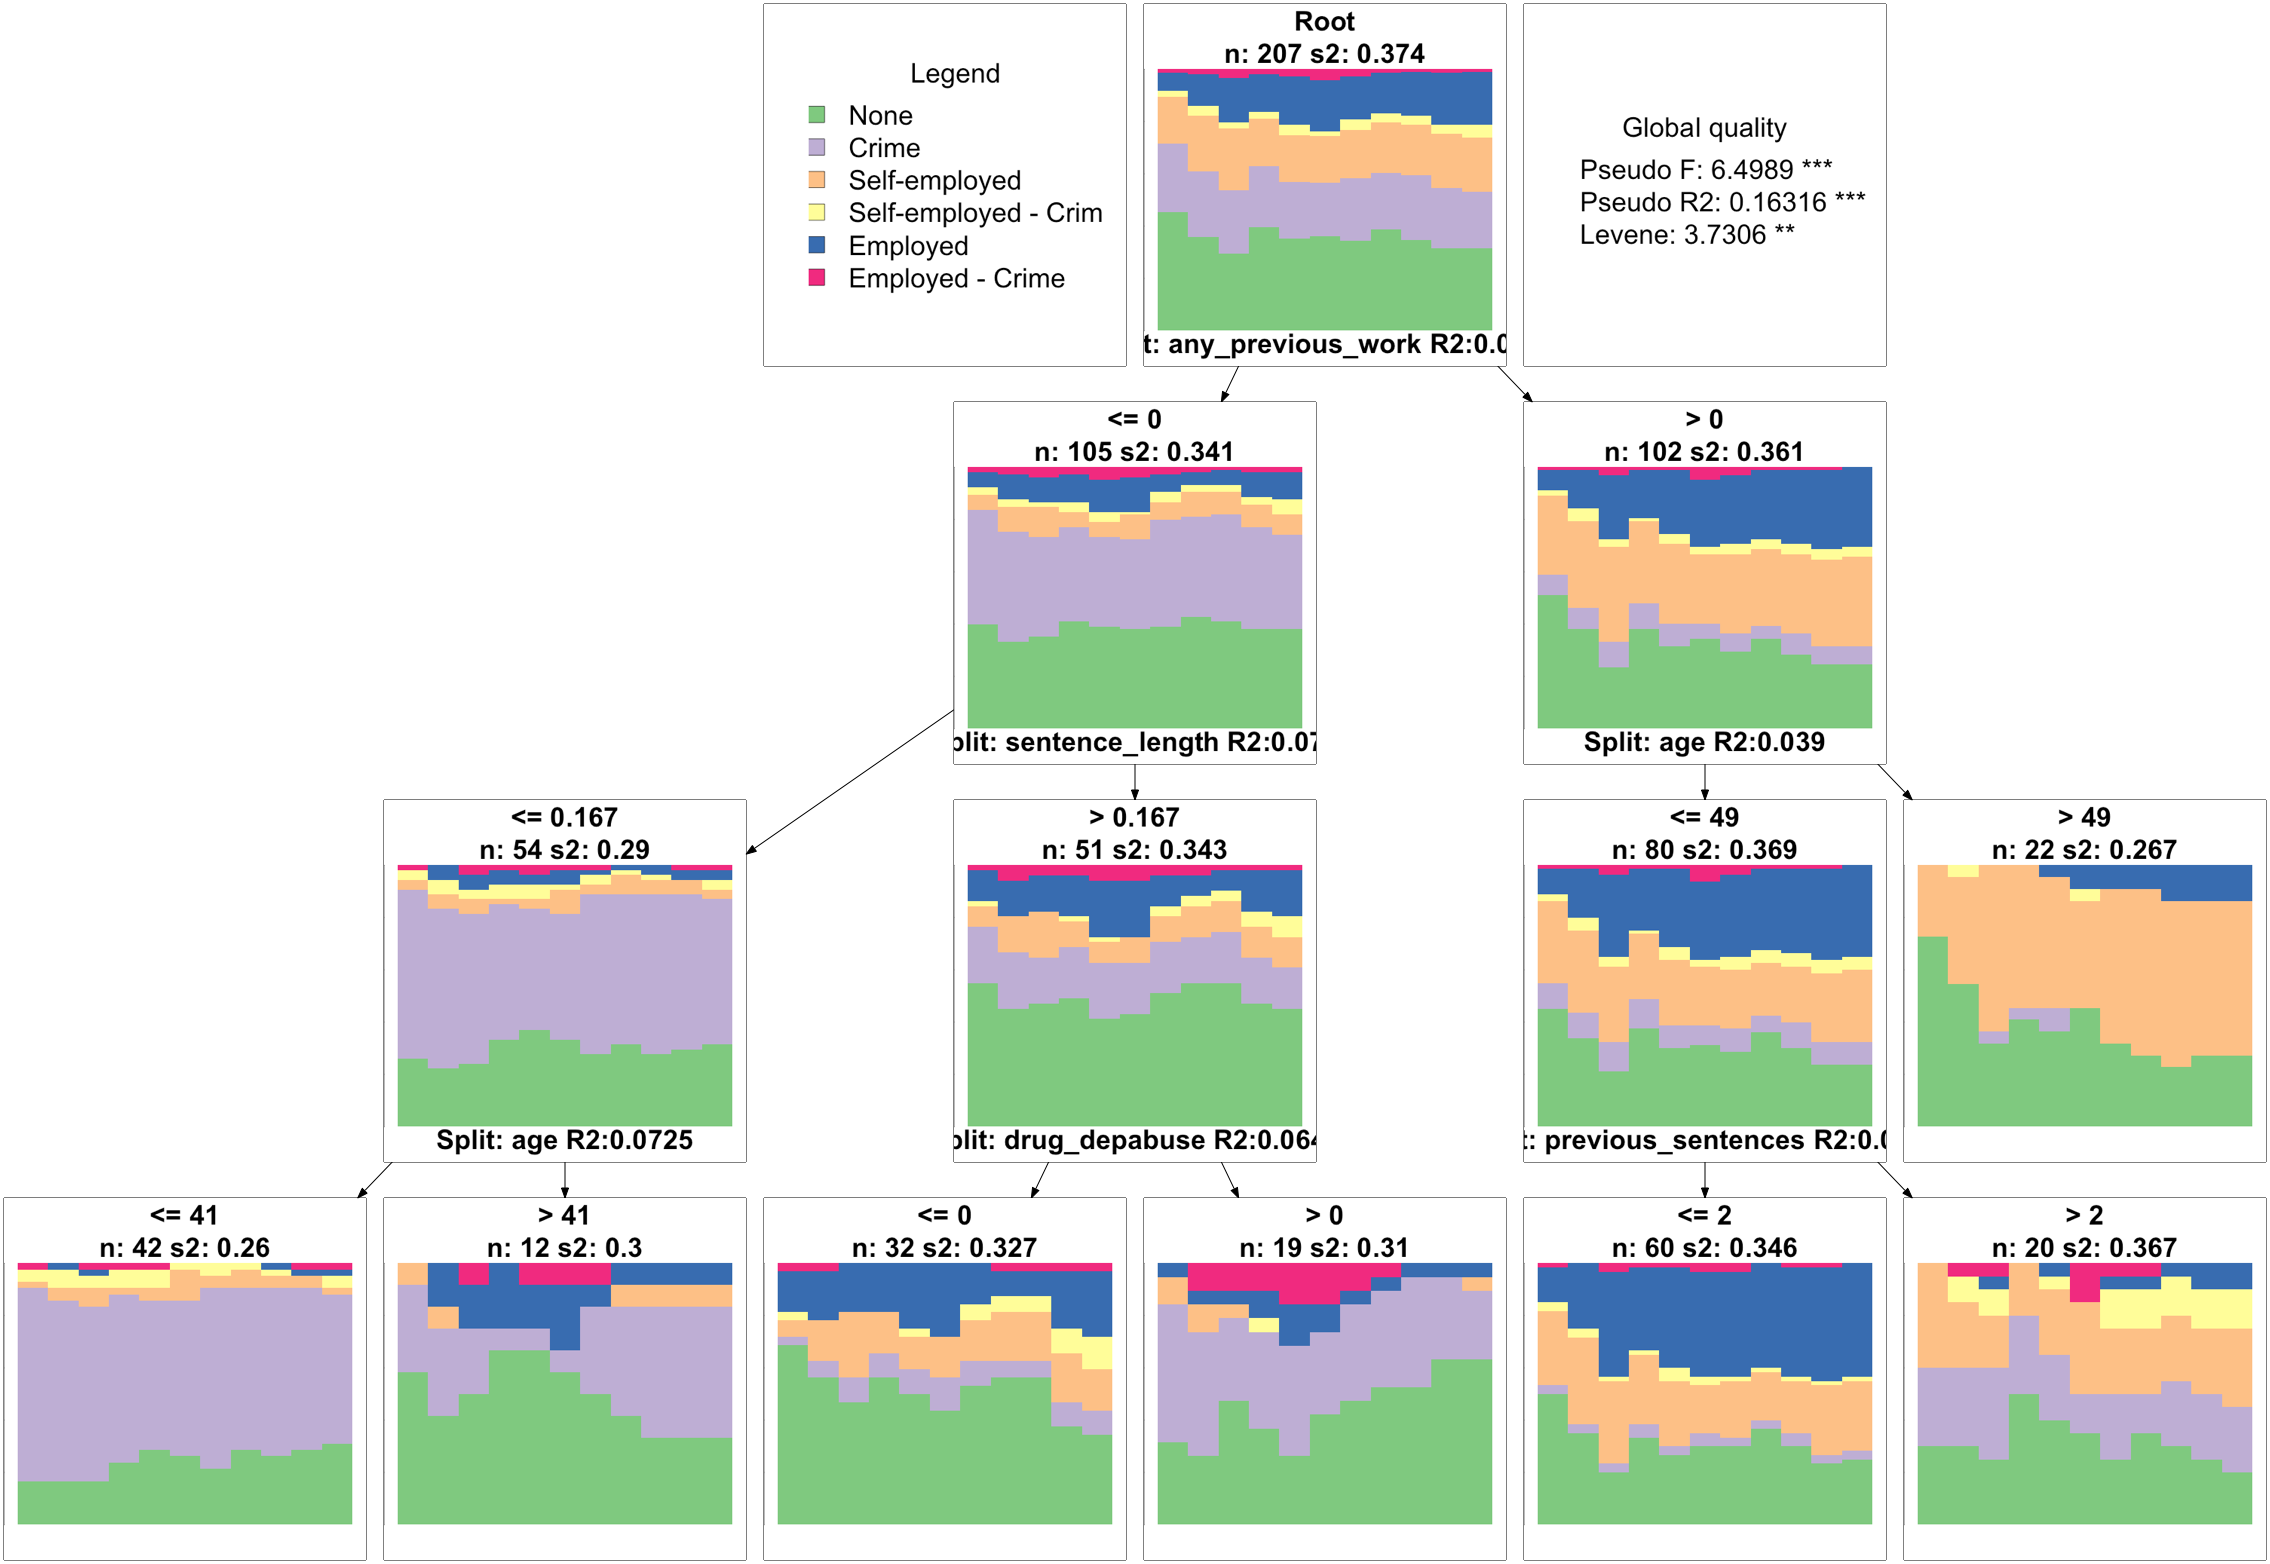 Legend
None
Crime
Self-employed
Self-employed - Crim
Employed
Employed - Crime
Root
n: 207 s2: 0.374
t: any_previous_work R2:0.0
Global quality
Pseudo F: 6.4989 ***
Pseudo R2: 0.16316 ***
Levene: 3.7306 **
<= 0
n: 105 s2: 0.341
plit: sentence_length R2:0.07
> 0
n: 102 s2: 0.361
Split: age R2:0.039
<= 0.167
n: 54 s2: 0.29
Split: age R2:0.0725
> 0.167
n: 51 s2: 0.343
plit: drug_depabuse R2:0.064
<= 49
n: 80 s2: 0.369
t: previous_sentences R2:0.0
> 49
n: 22 s2: 0.267
<= 41
n: 42 s2: 0.26
> 41
n: 12 s2: 0.3
<= 0
n: 32 s2: 0.327
> 0
n: 19 s2: 0.31
<= 2
n: 60 s2: 0.346
> 2
n: 20 s2: 0.367